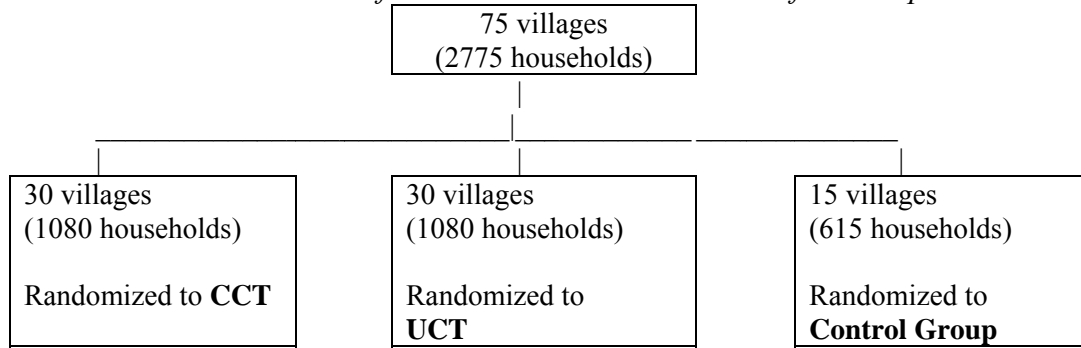 75 villages
(2775 households)
30 villages
(1080 households)
Randomized to CCT
30 villages
(1080 households)
Randomized to
UCT
15 villages
(615 households)
Randomized to
Control Group